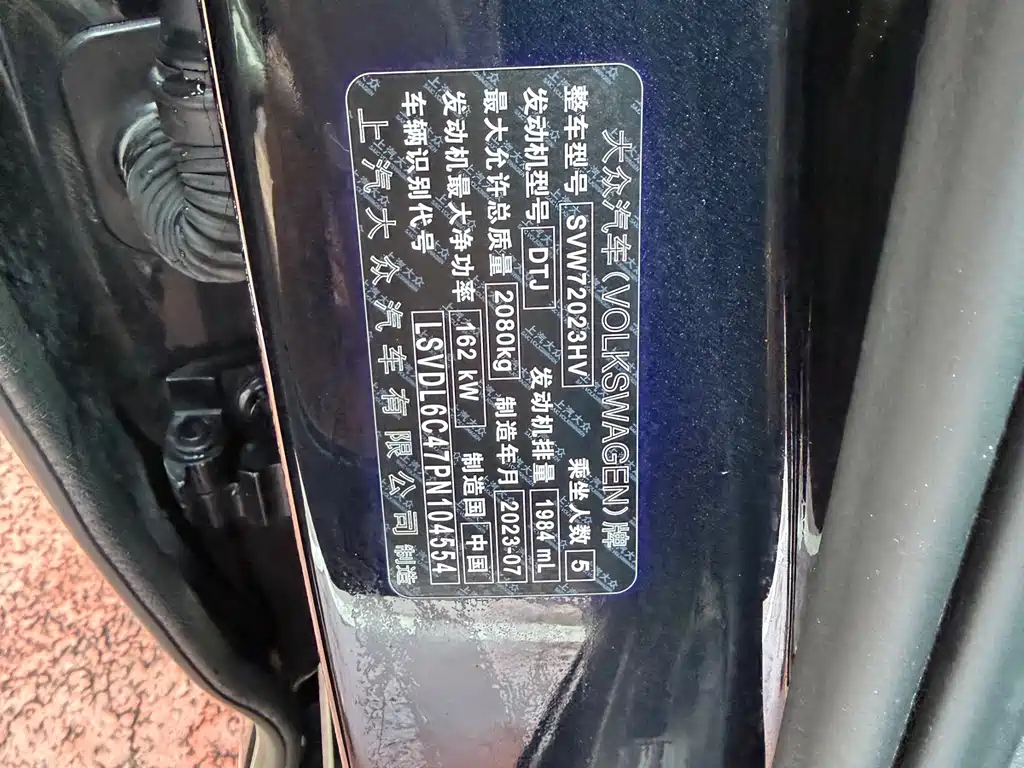 大众汽车(VOLKSWAGEN)牌
整车型号 SVW72023HV 乘坐人数 5
发动机型号 DTJ 发动机排量 1984 mL
最大允许总质量 2080kg 制造年月 2023-07
发动机最大净功率 162 kW 制造国 中国
车辆识别代号 LSVDL6C47PN104554
上汽大众汽车有限公司 制造